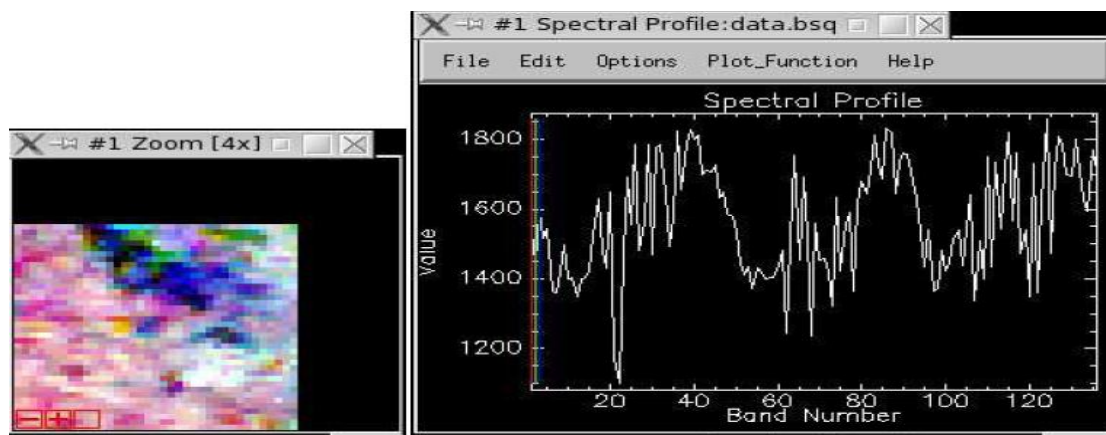 #1 Spectral Profile:data.bsq
File Edit Options Plot_Function Help
Spectral Profile
#1 Zoom [4x]
1800
1600
1400
1200
Value
20 40 60 80 100 120
Band Number